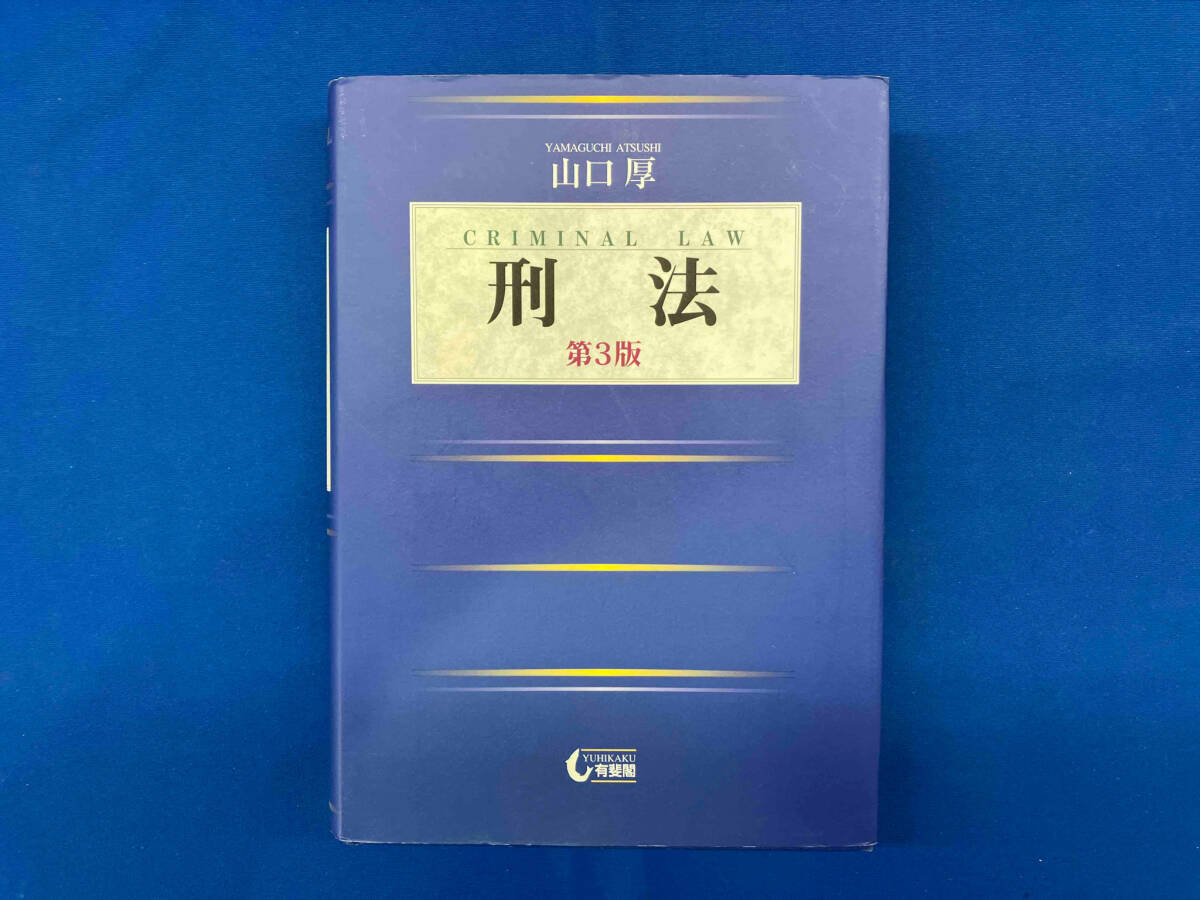 YAMAGUCHI ATSUSHI
山口 厚
CRIMINAL LAW
刑 法
第3版
YUHIKAKU
有斐閣